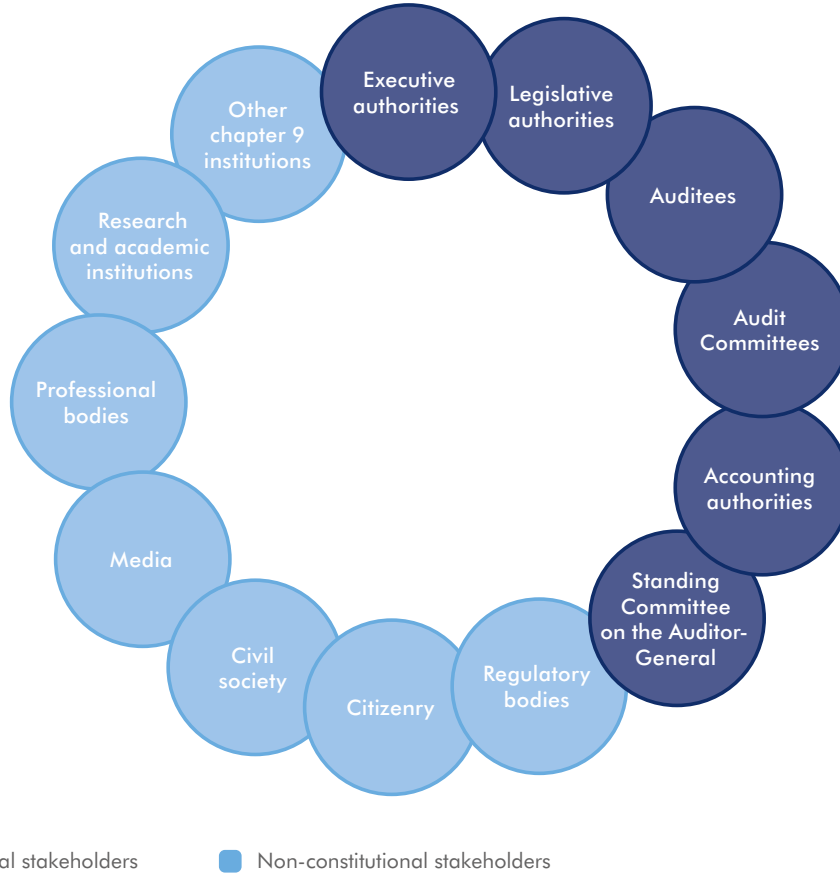 Executive
authorities
Legislative
authorities
Auditees
Audit
Committees
Accounting
authorities
Standing
Committee
on the Auditor-
General
Regulatory
bodies
Citizenry
Civil
society
Media
Professional
bodies
Research
and academic
institutions
Other
chapter 9
institutions
stakeholders
Non-constitutional stakeholders